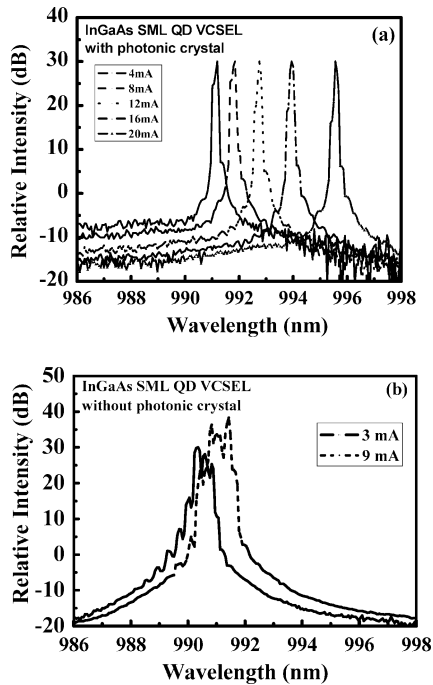 InGaAs SML QD VCSEL
with photonic crystal
(a)
4mA
8mA
12mA
16mA
20mA
Relative Intensity (dB)
40
30
20
10
0
-10
-20
986 988 990 992 994 996 998
Wavelength (nm)
InGaAs SML QD VCSEL
without photonic crystal
(b)
3 mA
9 mA
Relative Intensity (dB)
50
40
30
20
10
0
-10
-20
986 988 990 992 994 996 998
Wavelength (nm)